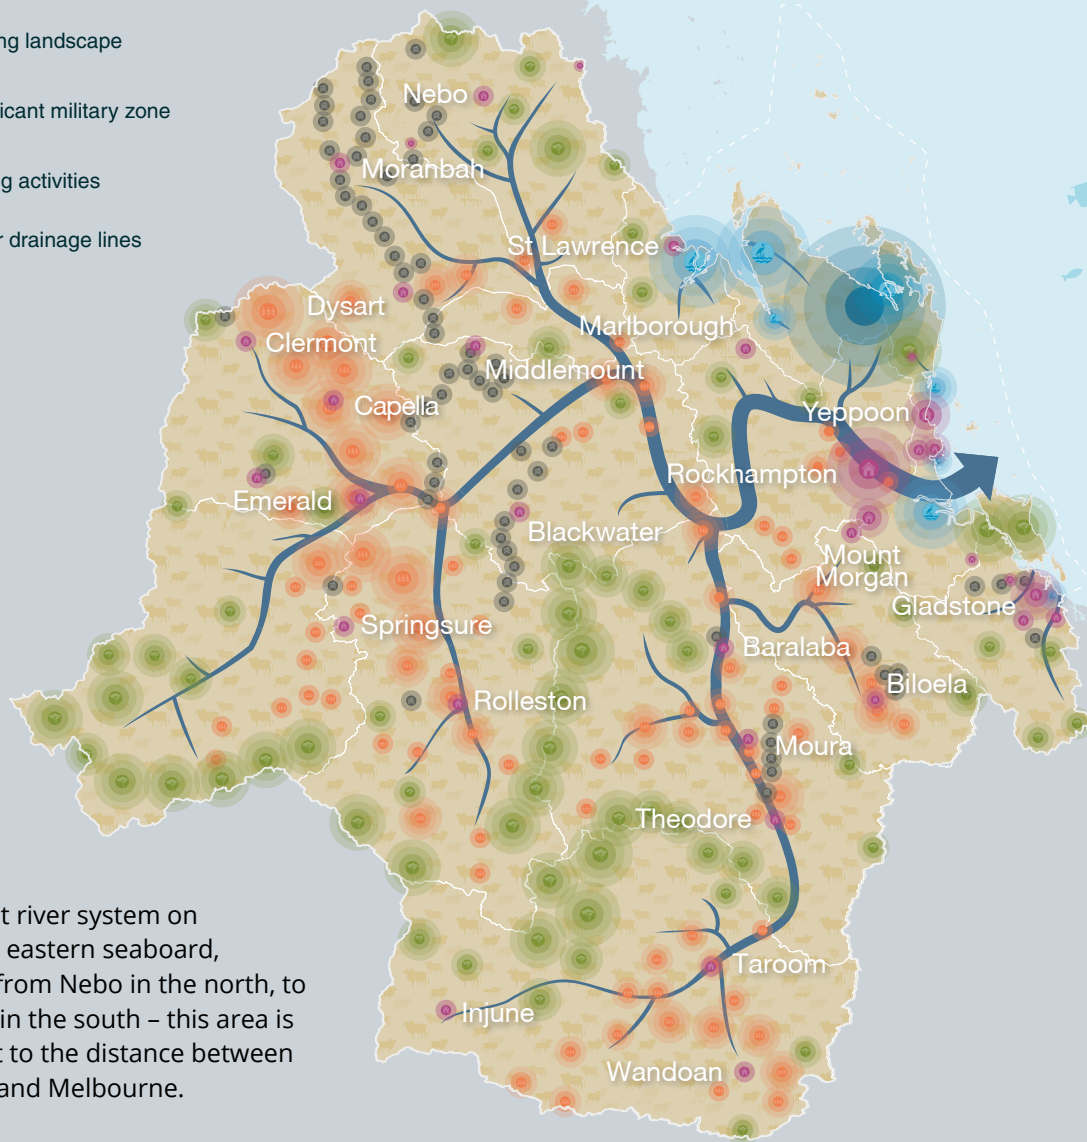 ng landscape
icant military zone
g activities
r drainage lines
Nebo
Moranbah
St Lawrence
Dysart
Marlborough
Clermont
Middlemount
Capella
Yeppoon
Rockhampton
Emerald
Blackwater
Mount
Morgan
Gladstone
Springsure
Baralaba
Biloela
Rolleston
Moura
Theodore
Taroom
Injune
Wandoan
t river system on
eastern seaboard,
from Nebo in the north, to
in the south – this area is
t to the distance between
and Melbourne.